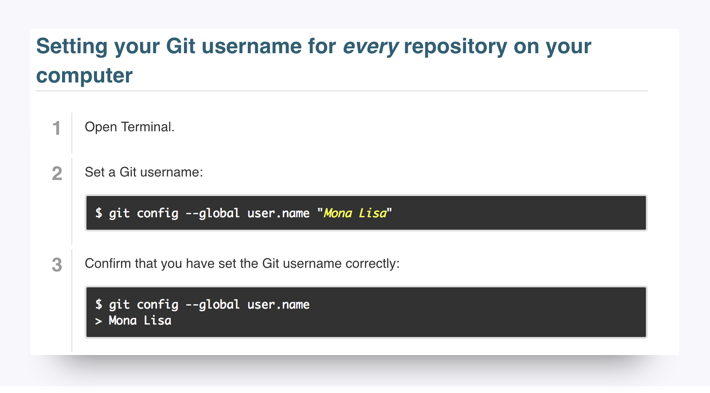 Setting your Git username for every repository on your
computer
1 Open Terminal.
2 Set a Git username:
$ git config --global user.name "Mona Lisa"
3 Confirm that you have set the Git username correctly:
$ git config --global user.name
> Mona Lisa